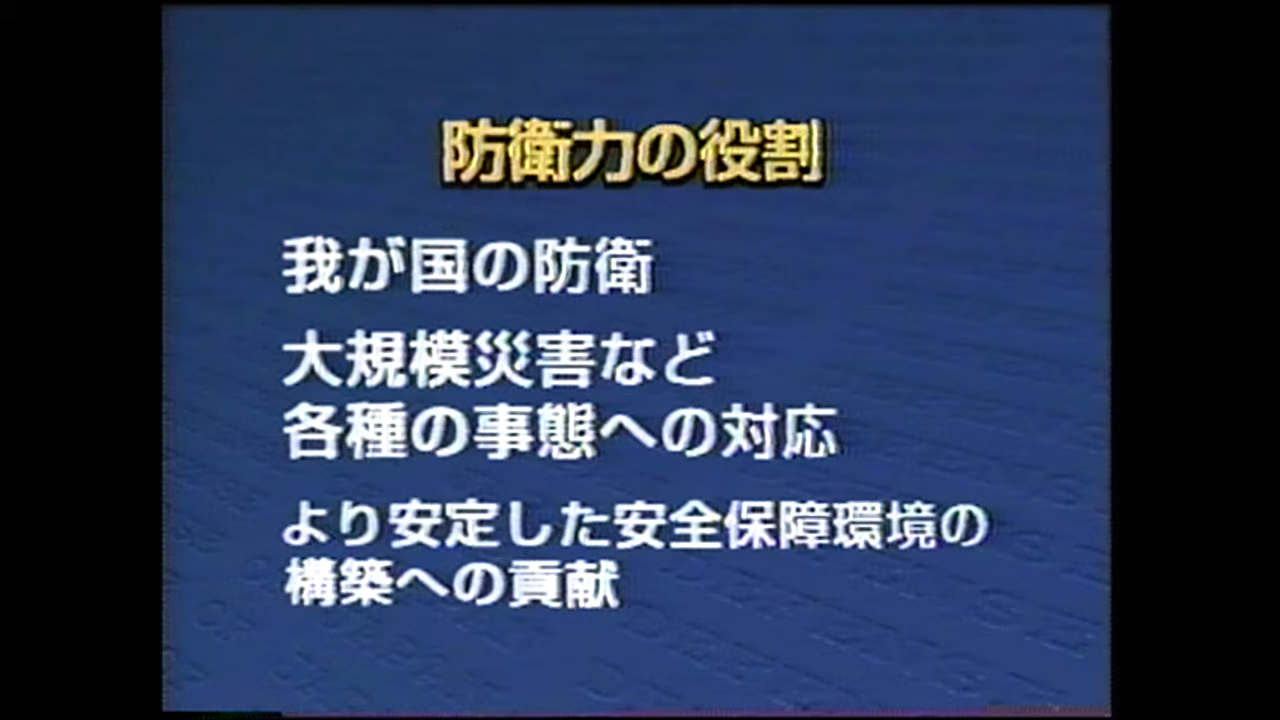 防衛力の役割
我が国の防衛
大規模災害など
各種の事態への対応
より安定した安全保障環境の
構築への貢献